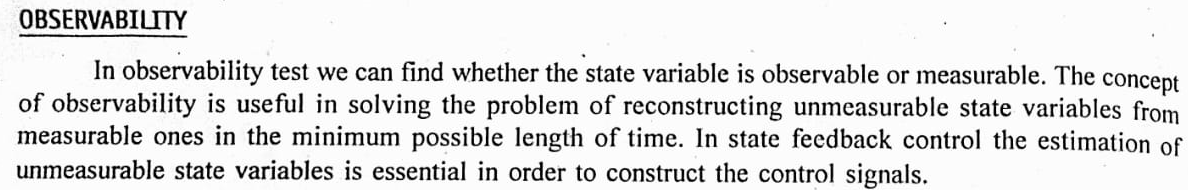 OBSERVABILITY
In observability test we can find whether the state variable is observable or measurable. The concept
of observability is useful in solving the problem of reconstructing unmeasurable state variables from
measurable ones in the minimum possible length of time. In state feedback control the estimation of
unmeasurable state variables is essential in order to construct the control signals.